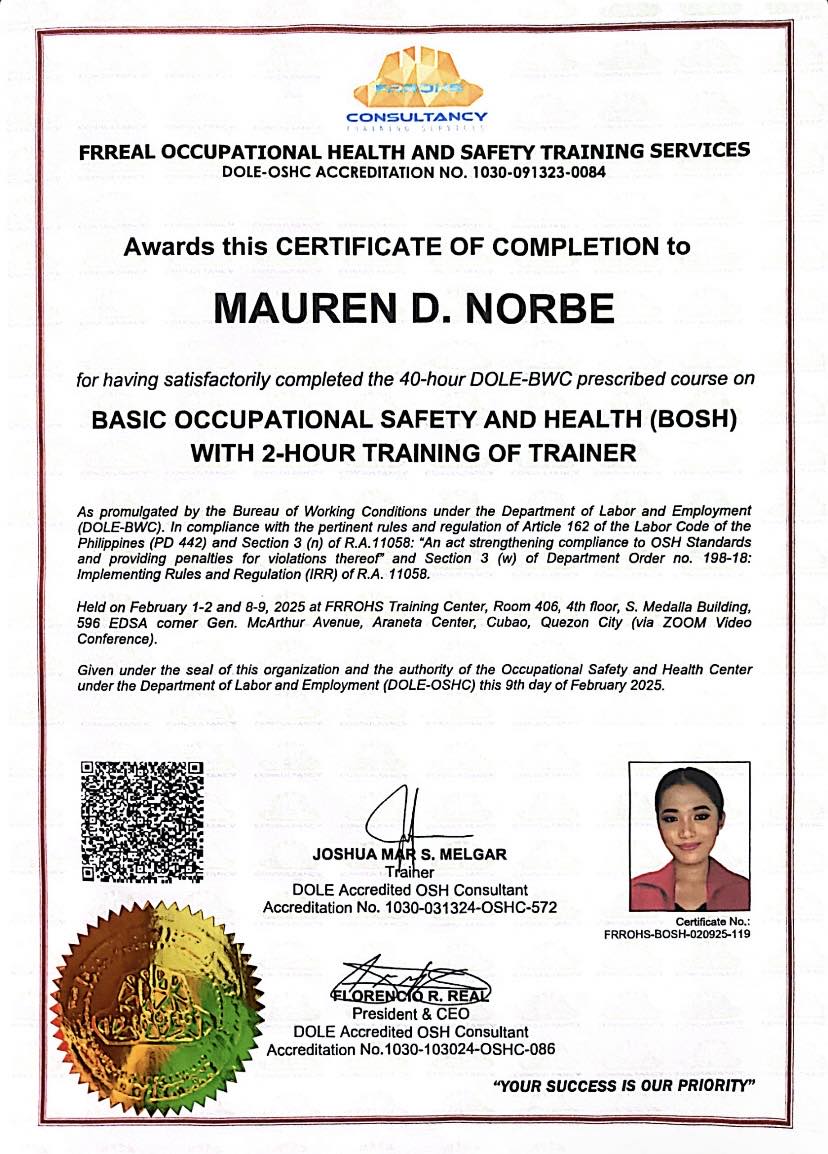 FRROHS
CONSULTANCY
TRAINING SERVICES
FRREAL OCCUPATIONAL HEALTH AND SAFETY TRAINING SERVICES
DOLE-OSHC ACCREDITATION NO. 1030-091323-0084
Awards this CERTIFICATE OF COMPLETION to
MAUREN D. NORBE
for having satisfactorily completed the 40-hour DOLE-BWC prescribed course on
BASIC OCCUPATIONAL SAFETY AND HEALTH (BOSH)
WITH 2-HOUR TRAINING OF TRAINER
As promulgated by the Bureau of Working Conditions under the Department of Labor and Employment
(DOLE-BWC). In compliance with the pertinent rules and regulation of Article 162 of the Labor Code of the
Philippines (PD 442) and Section 3 (n) of R.A.11058: "An act strengthening compliance to OSH Standards
and providing penalties for violations thereof" and Section 3 (w) of Department Order no. 198-18:
Implementing Rules and Regulation (IRR) of R.A. 11058.
Held on February 1-2 and 8-9, 2025 at FRROHS Training Center, Room 406, 4th floor, S. Medalla Building,
596 EDSA corner Gen. McArthur Avenue, Araneta Center, Cubao, Quezon City (via ZOOM Video
Conference).
Given under the seal of this organization and the authority of the Occupational Safety and Health Center
under the Department of Labor and Employment (DOLE-OSHC) this 9th day of February 2025.
JOSHUA MAR S. MELGAR
Trainer
DOLE Accredited OSH Consultant
Accreditation No. 1030-031324-OSHC-572
Certificate No.:
FRROHS-BOSH-020925-119
FLORENCIO R. REAL
President & CEO
DOLE Accredited OSH Consultant
Accreditation No.1030-103024-OSHC-086
"YOUR SUCCESS IS OUR PRIORITY"